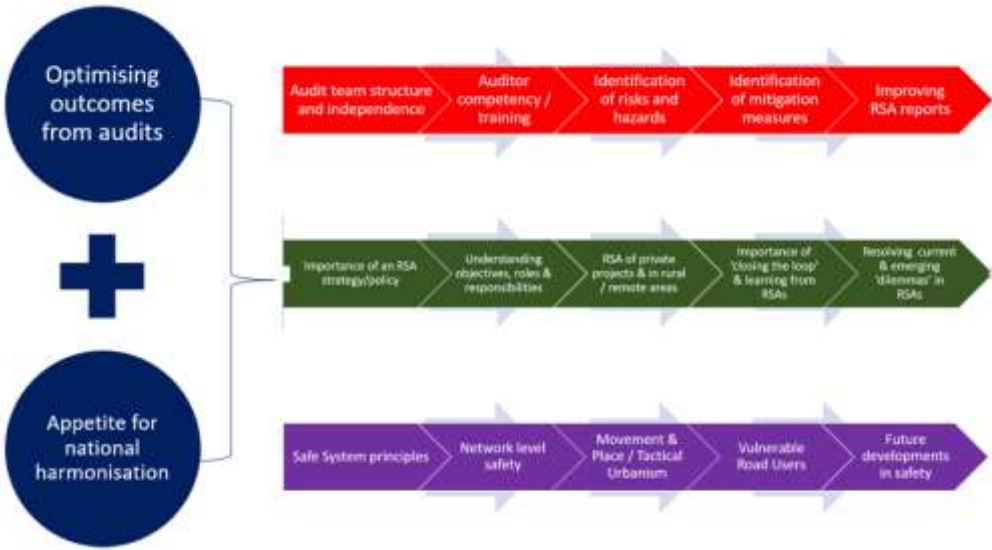 Optimising
outcomes
from audits
Appetite for
national
harmonisation
Audit team structure
and independence
Auditor
competency /
training
Identification
of risks and
hazards
Identification
of mitigation
measures
Improving
RSA reports
Importance of an RSA
strategy/policy
Understanding
objectives, roles &
responsibilities
RSA of private
projects & in rural
/ remote areas
Importance of
'closing the loop'
& learning from
RSAs
Resolving current
& emerging
'dilemmas' in
RSAs
Safe System principles
Network level
safety
Movement &
Place / Tactical
Urbanism
Vulnerable
Road Users
Future
developments
in safety